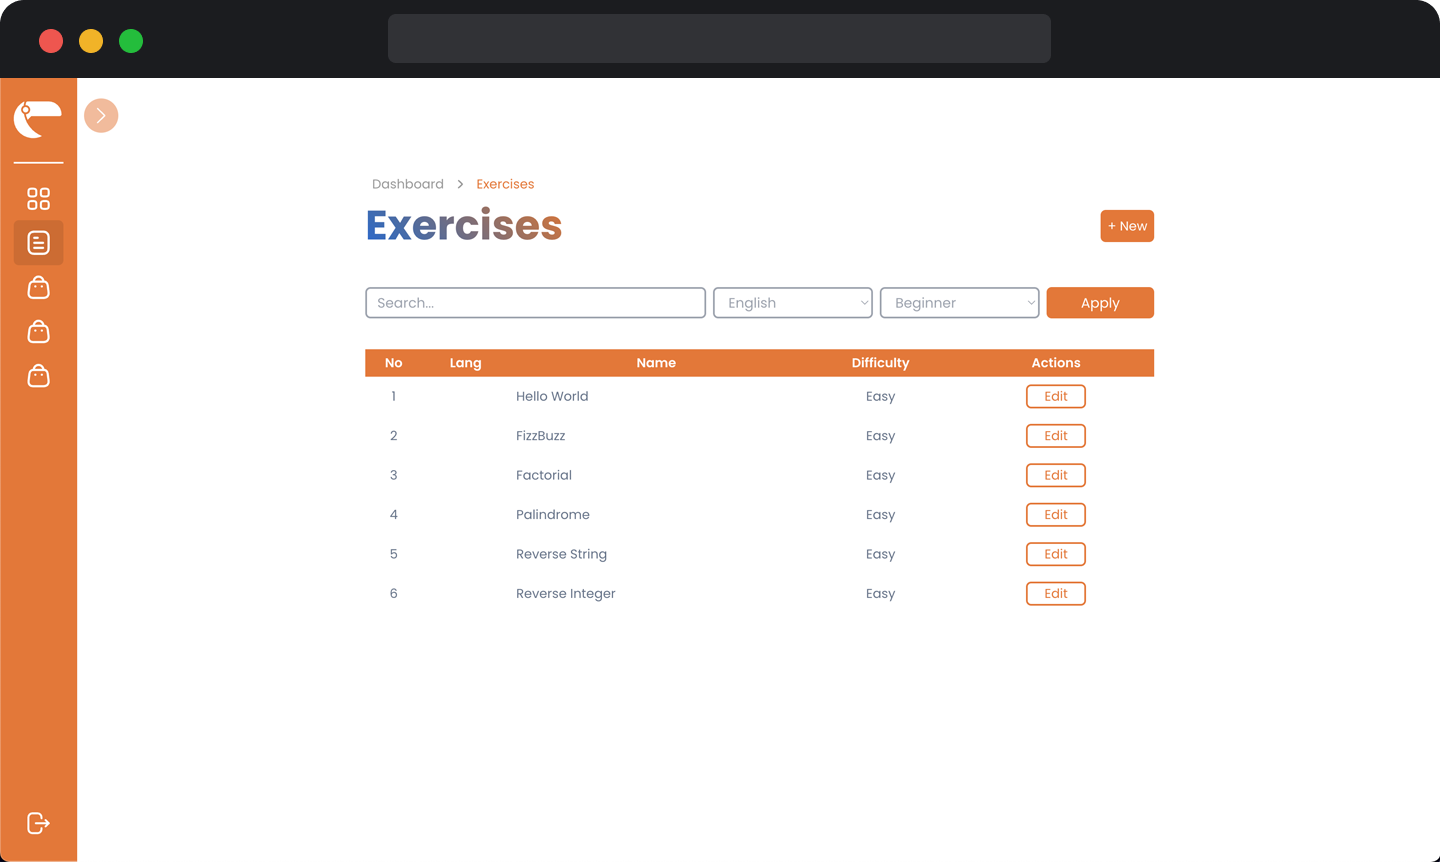 Dashboard > Exercises
Exercises
+ New
Search... English Beginner Apply
No Lang Name Difficulty Actions
1 Hello World Easy Edit
2 FizzBuzz Easy Edit
3 Factorial Easy Edit
4 Palindrome Easy Edit
5 Reverse String Easy Edit
6 Reverse Integer Easy Edit